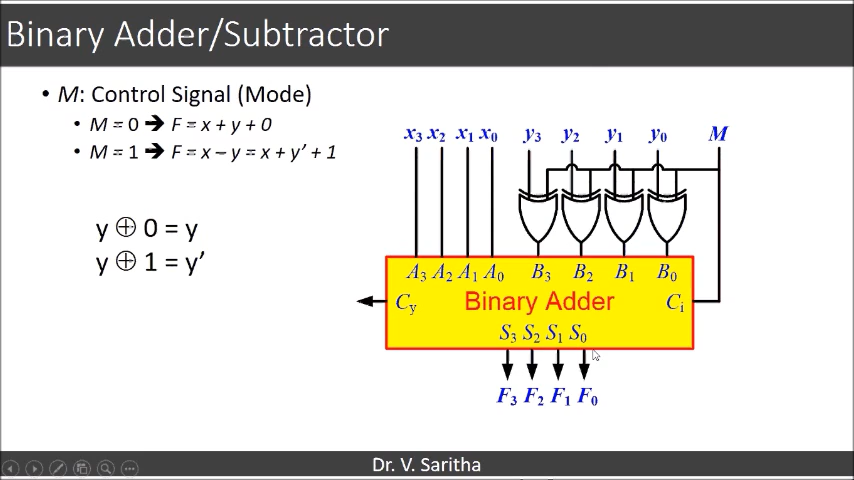 Binary Adder/Subtractor
• M: Control Signal (Mode)
• M = 0 ➔ F = x + y + 0
• M = 1 ➔ F = x – y = x + y’ + 1
y ⊕ 0 = y
y ⊕ 1 = y’
x₃ x₂ x₁ x₀ y₃ y₂ y₁ y₀ M
A₃ A₂ A₁ A₀ B₃ B₂ B₁ B₀
Cy Binary Adder Cᵢ
S₃ S₂ S₁ S₀
F₃ F₂ F₁ F₀
Dr. V. Saritha